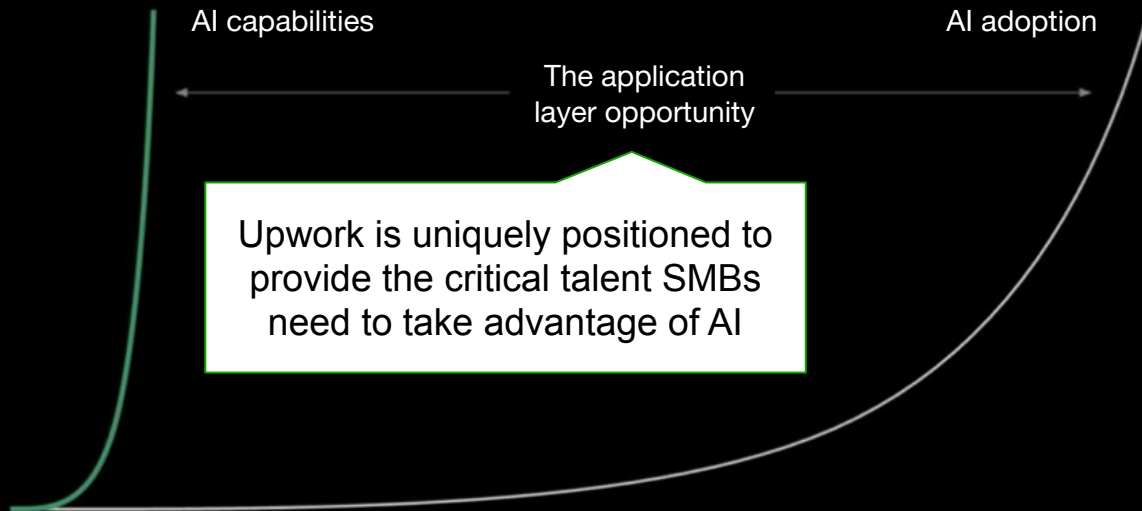 AI capabilities
AI adoption
The application
layer opportunity
Upwork is uniquely positioned to
provide the critical talent SMBs
need to take advantage of AI